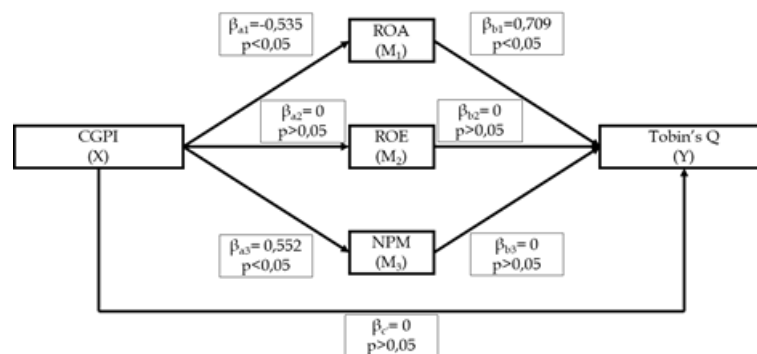 βa1=-0,535
p<0,05
ROA
(M1)
βb1=0,709
p<0,05
βa2= 0
p>0,05
βb2= 0
p>0,05
CGPI
(X)
ROE
(M2)
Tobin's Q
(Y)
βa3= 0,552
p<0,05
NPM
(M3)
βb3= 0
p>0,05
βc= 0
p>0,05